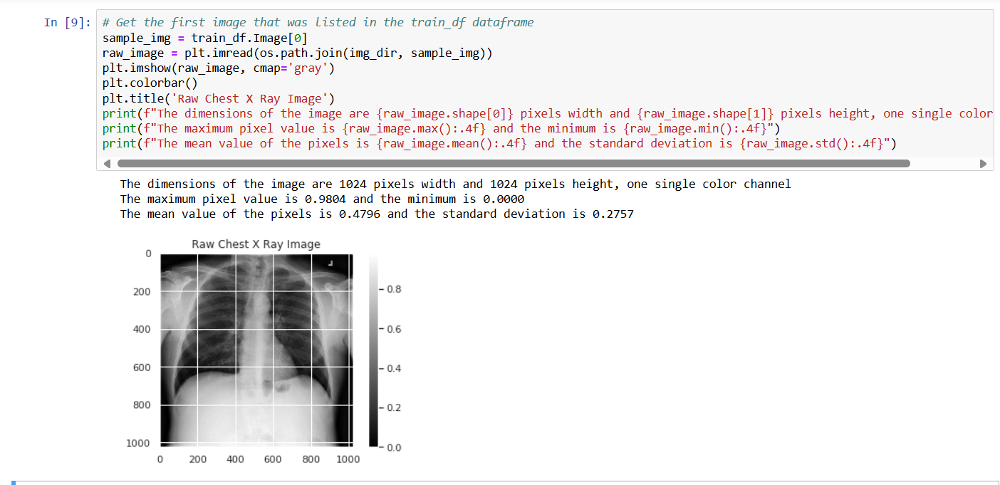 In [9]: # Get the first image that was listed in the train_df dataframe
sample_img = train_df.Image[0]
raw_image = plt.imread(os.path.join(img_dir, sample_img))
plt.imshow(raw_image, cmap='gray')
plt.colorbar()
plt.title('Raw Chest X Ray Image')
print(f"The dimensions of the image are {raw_image.shape[0]} pixels width and {raw_image.shape[1]} pixels height, one single color
print(f"The maximum pixel value is {raw_image.max():.4f} and the minimum is {raw_image.min():.4f}")
print(f"The mean value of the pixels is {raw_image.mean():.4f} and the standard deviation is {raw_image.std():.4f}")
The dimensions of the image are 1024 pixels width and 1024 pixels height, one single color channel
The maximum pixel value is 0.9804 and the minimum is 0.0000
The mean value of the pixels is 0.4796 and the standard deviation is 0.2757
Raw Chest X Ray Image
0
200
400
600
800
1000
0 200 400 600 800 1000
0.8
0.6
0.4
0.2
0.0